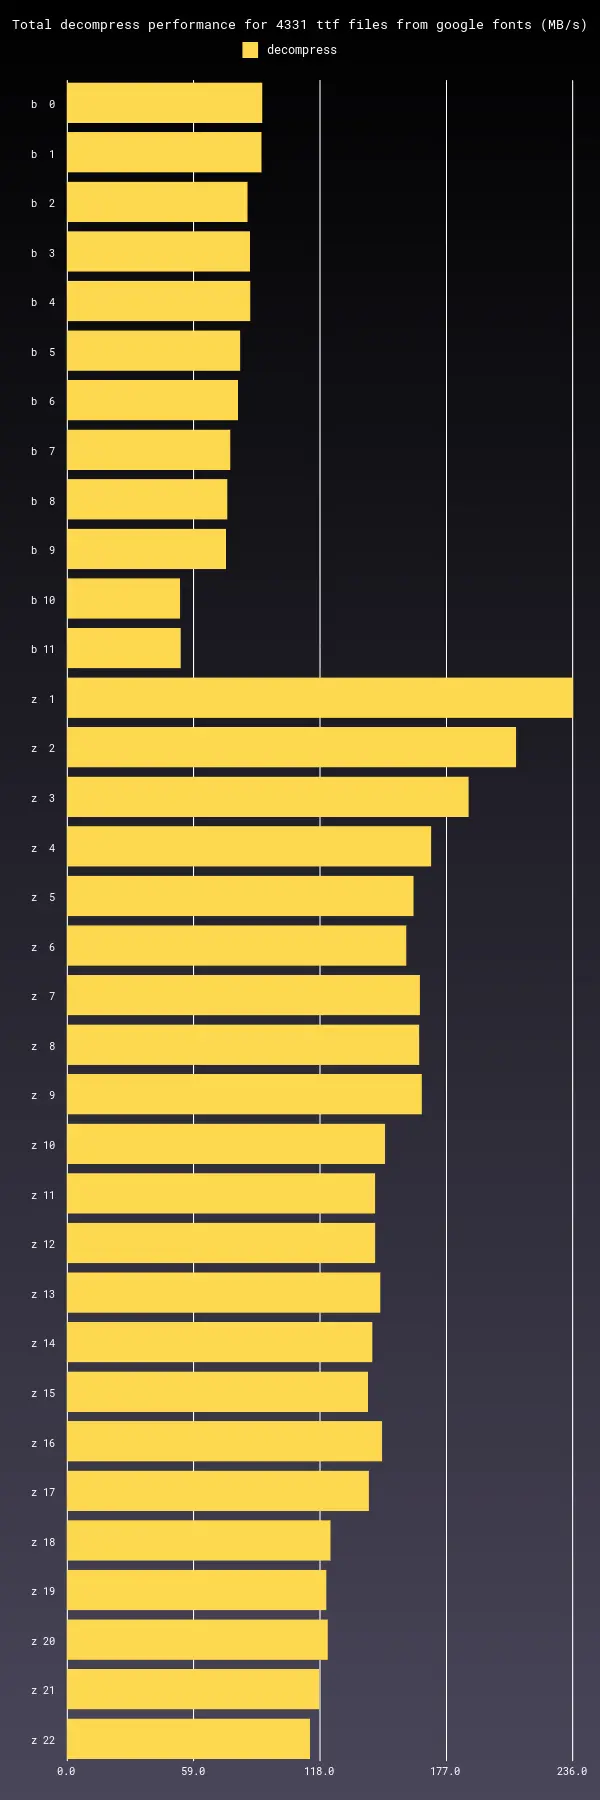 Total decompress performance for 4331 ttf files from google fonts (MB/s)
decompress
b 0
b 1
b 2
b 3
b 4
b 5
b 6
b 7
b 8
b 9
b 10
b 11
z 1
z 2
z 3
z 4
z 5
z 6
z 7
z 8
z 9
z 10
z 11
z 12
z 13
z 14
z 15
z 16
z 17
z 18
z 19
z 20
z 21
z 22
0.0 59.0 118.0 177.0 236.0